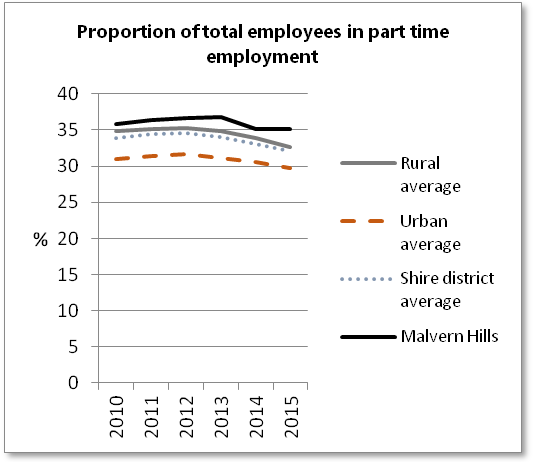 Proportion of total employees in part time
employment
40
35
30
25
20
15
10
5
0
%
2010
2011
2012
2013
2014
2015
Rural
average
Urban
average
Shire district
average
Malvern Hills